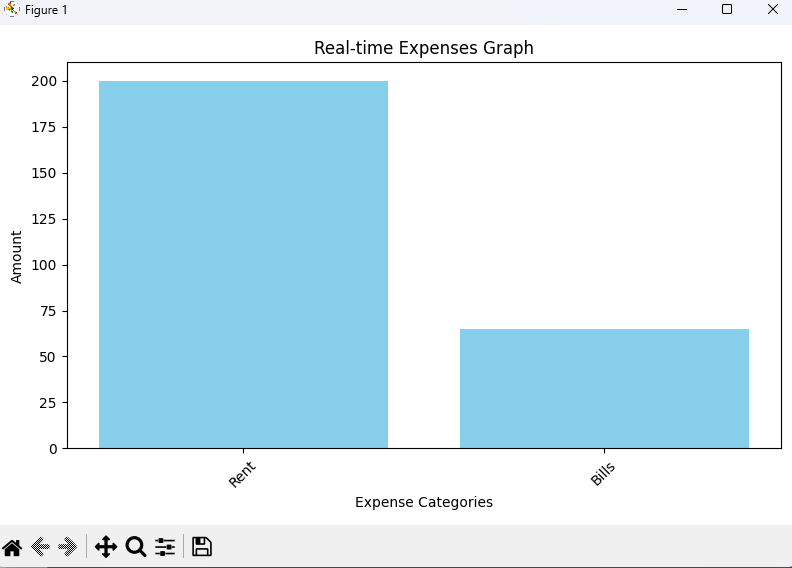 Figure 1
Real-time Expenses Graph
200
175
150
125
100
75
50
25
0
Amount
Rent
Bills
Expense Categories